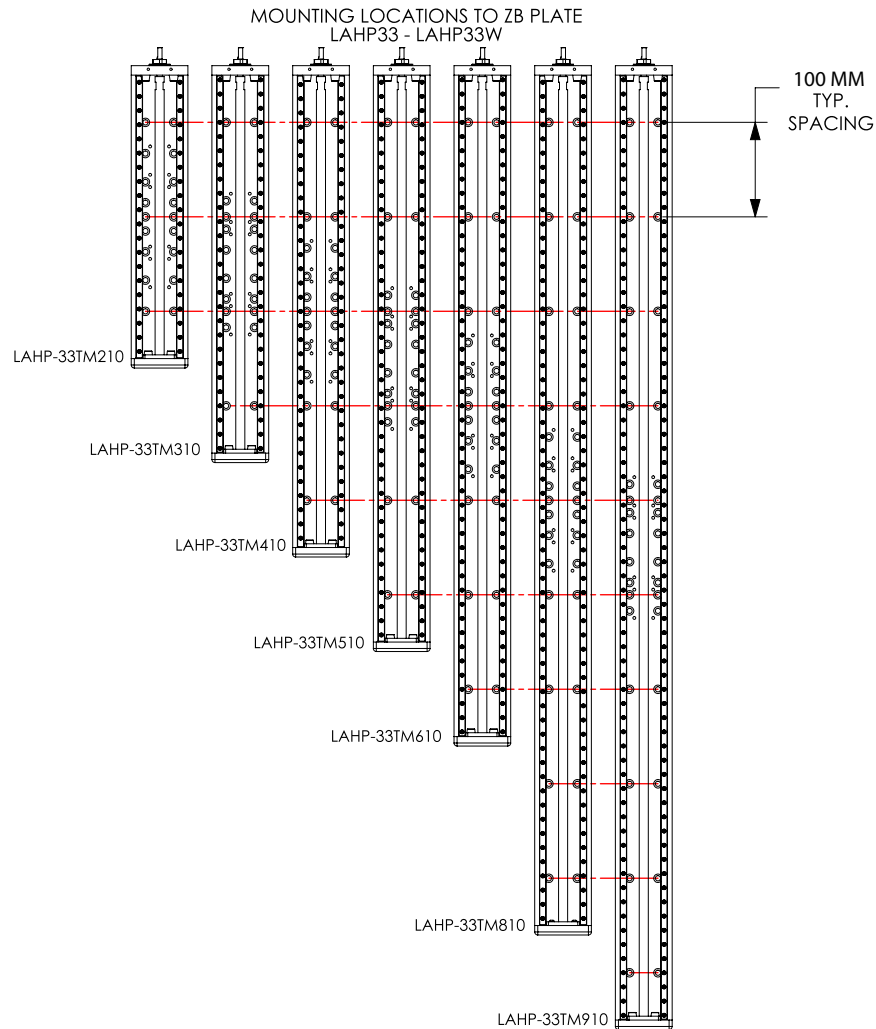 MOUNTING LOCATIONS TO ZB PLATE
LAHP33 - LAHP33W
100 MM
TYP.
SPACING
LAHP-33TM210
LAHP-33TM310
LAHP-33TM410
LAHP-33TM510
LAHP-33TM610
LAHP-33TM810
LAHP-33TM910